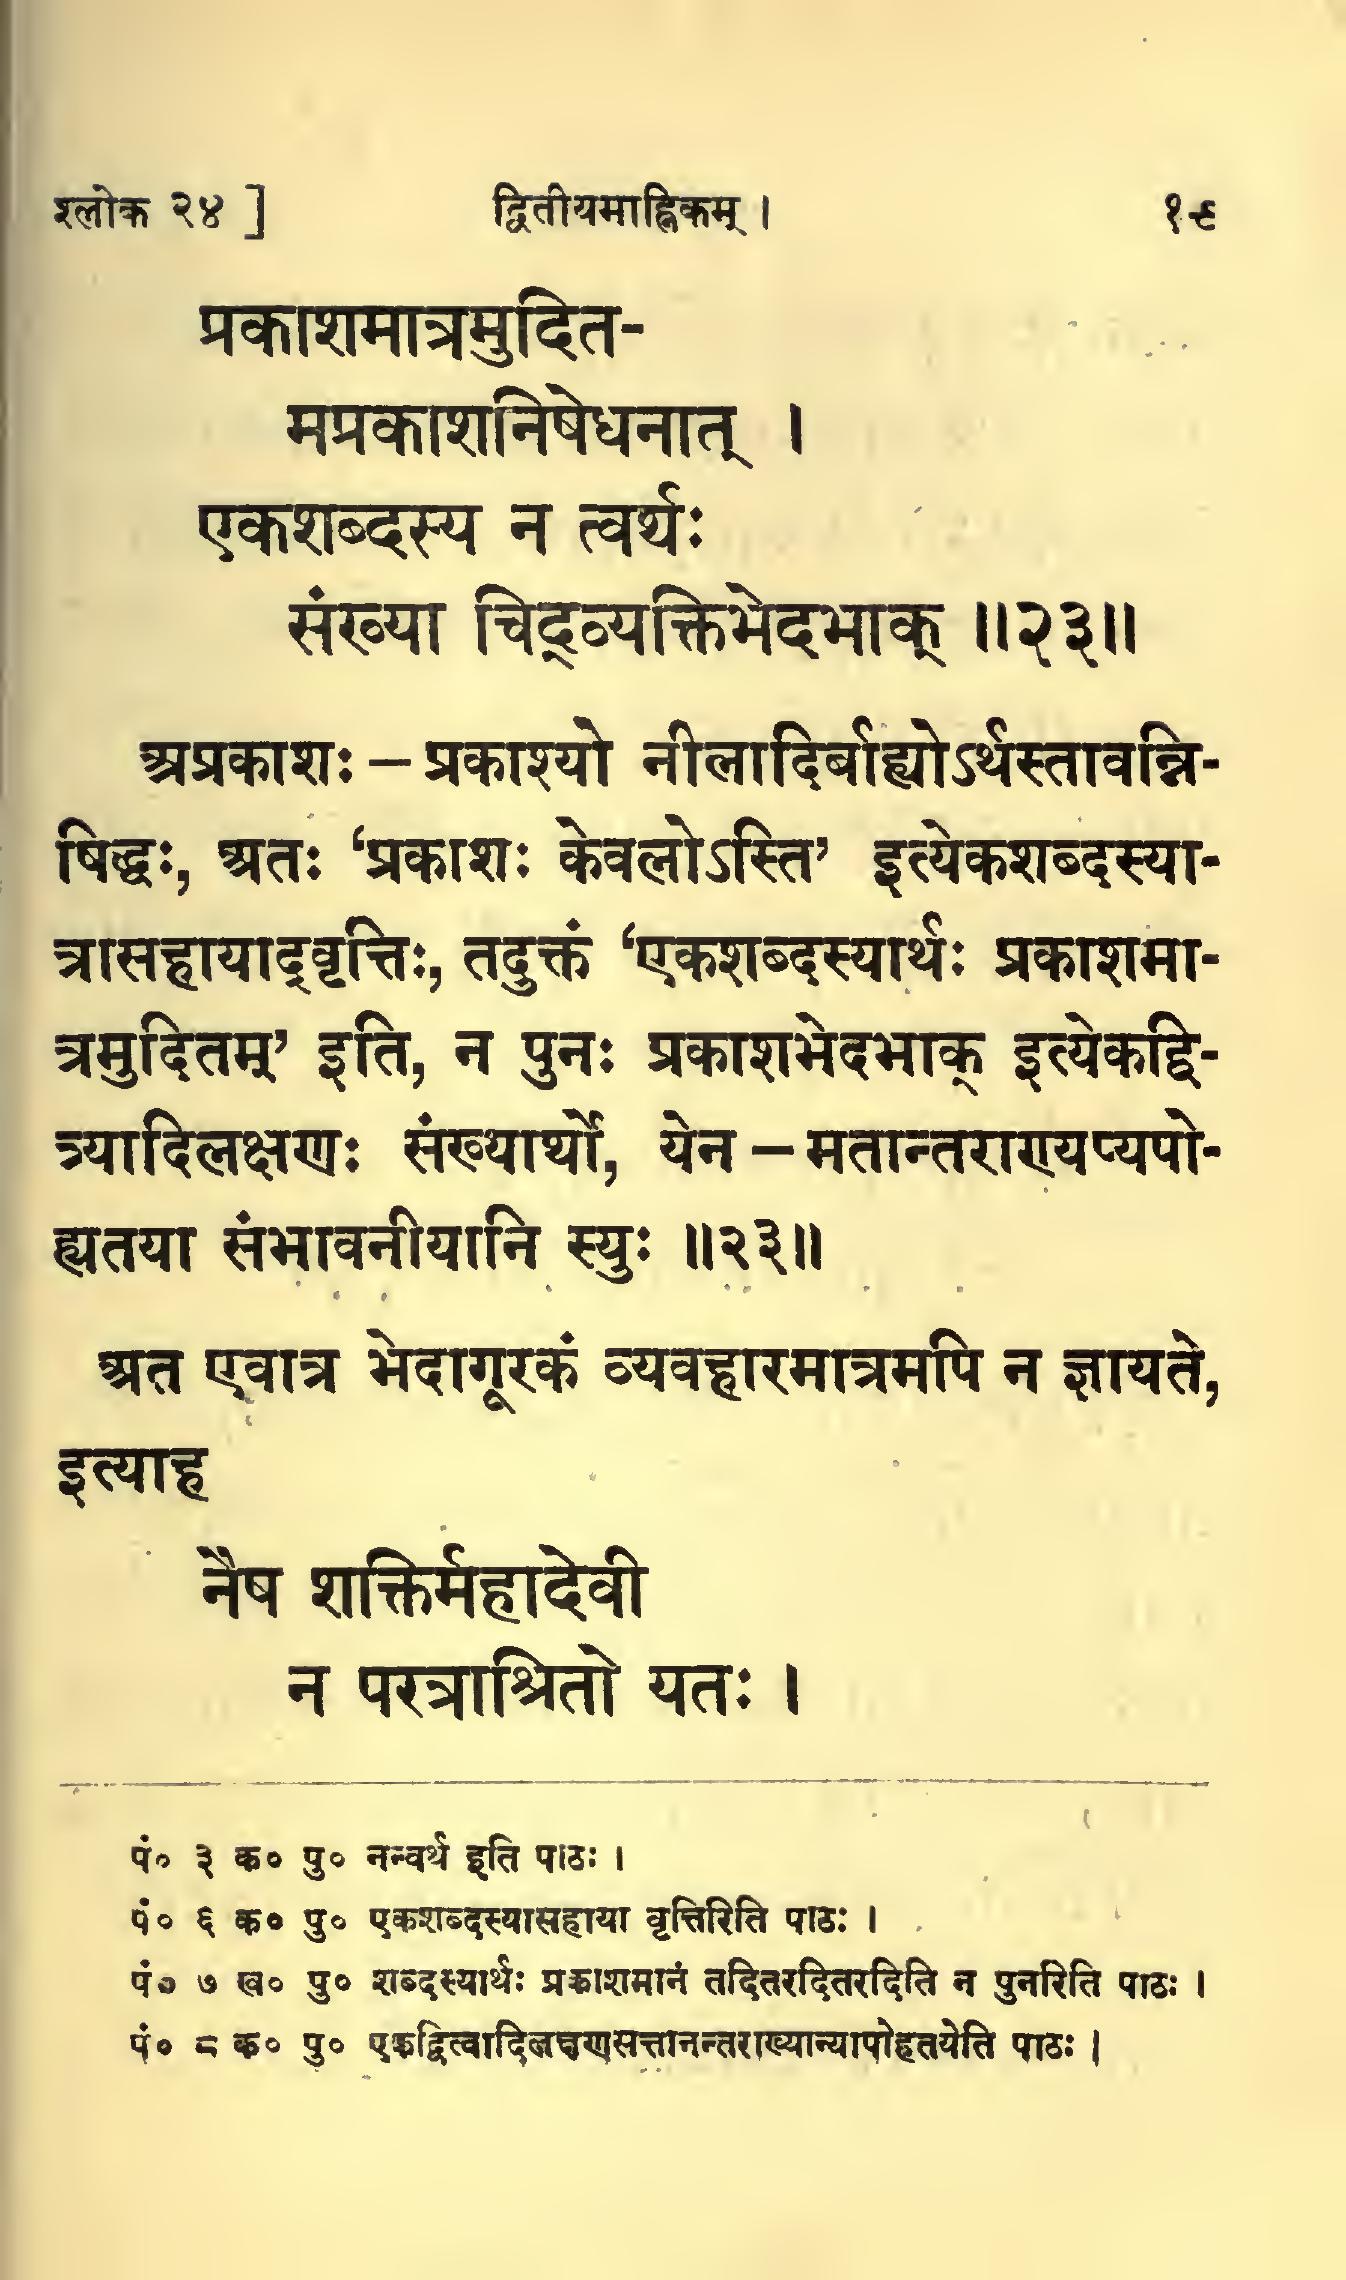 श्लोक २४ ] द्वितीयमाह्निकम् । १९
प्रकाशमात्रमुदित-
मप्रकाशनिषेधनात् ।
एकशब्दस्य न त्वर्थः
संख्या चिद्व्यक्तिभेदभाक् ॥२३॥
अप्रकाशः – प्रकाश्यो नीलादिर्बाह्योऽर्थस्तावन्नि-
षिद्धः, अतः ‘प्रकाशः केवलोऽस्ति’ इत्येकशब्दस्या-
त्रासहायाद्वृत्तिः, तदुक्तं ‘एकशब्दस्यार्थः प्रकाशमा-
त्रमुदितम्’ इति, न पुनः प्रकाशभेदभाक् इत्येकद्वि-
त्र्यादिलक्षणः संख्यार्थो, येन – मतान्तराण्यप्यपो-
ह्यतया संभावनीयानि स्युः ॥२३॥
अत एवात्र भेदागूरकं व्यवहारमात्रमपि न ज्ञायते,
इत्याह
नैष शक्तिर्महादेवी
न परत्राश्रितो यतः ।
पं० ३ क० पु० नन्वर्थ इति पाठः ।
पं० ६ क० पु० एकशब्दस्यासहाया वृत्तिरिति पाठः ।
पं० ७ ख० पु० शब्दस्यार्थः प्रकाशमानं तदितरदितरदिति न पुनरिति पाठः ।
पं० ८ क० पु० एकद्वित्वादिलक्षणसत्तानन्तराख्यान्यापोहतयेति पाठः |